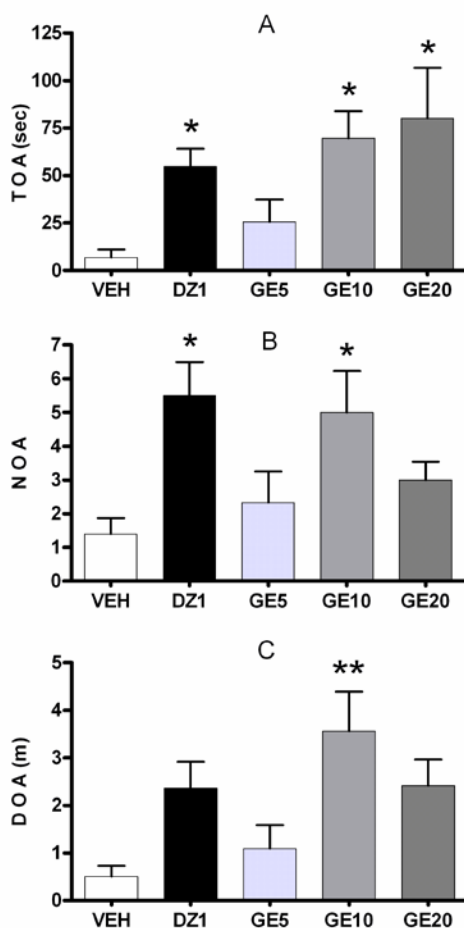 A
T O A (sec)
125
100
75
50
25
0
* * *
VEH DZ1 GE5 GE10 GE20
B
N O A
7
6
5
4
3
2
1
0
* *
VEH DZ1 GE5 GE10 GE20
C
D O A (m)
5
4
3
2
1
0
**
VEH DZ1 GE5 GE10 GE20